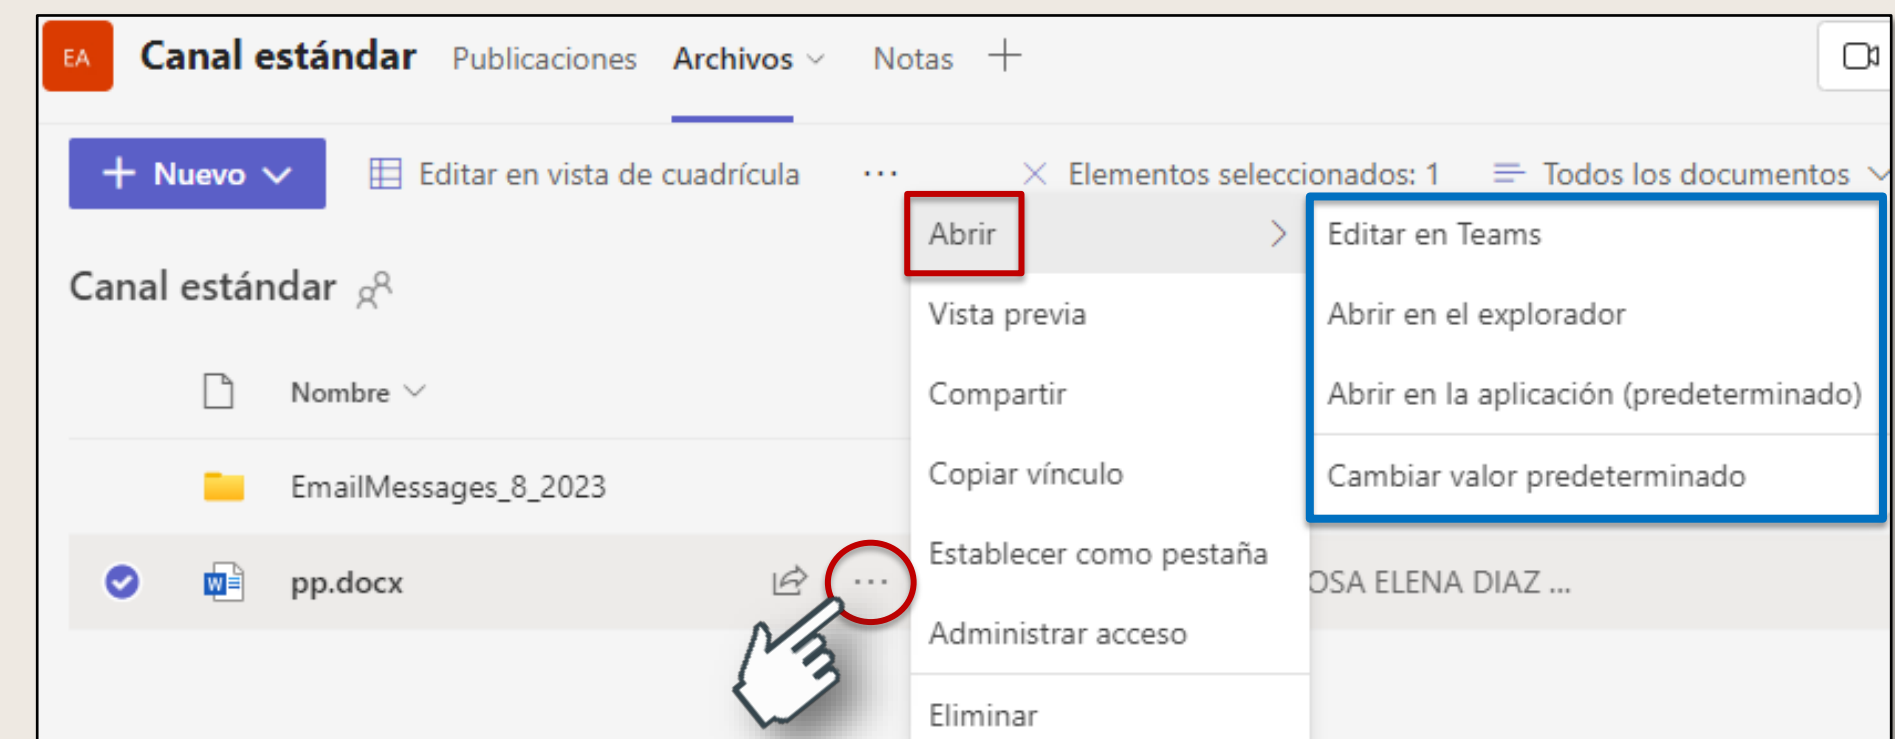 EA Canal estándar Publicaciones Archivos Notas
+ Nuevo Editar en vista de cuadrícula ... Elementos seleccionados: 1 Todos los documentos
Abrir
Editar en Teams
Canal estándar
Vista previa
Abrir en el explorador
Nombre
Compartir
Abrir en la aplicación (predeterminado)
EmailMessages_8_2023
Copiar vínculo
Cambiar valor predeterminado
Establecer como pestaña
pp.docx ...
OSA ELENA DIAZ ...
Administrar acceso
Eliminar